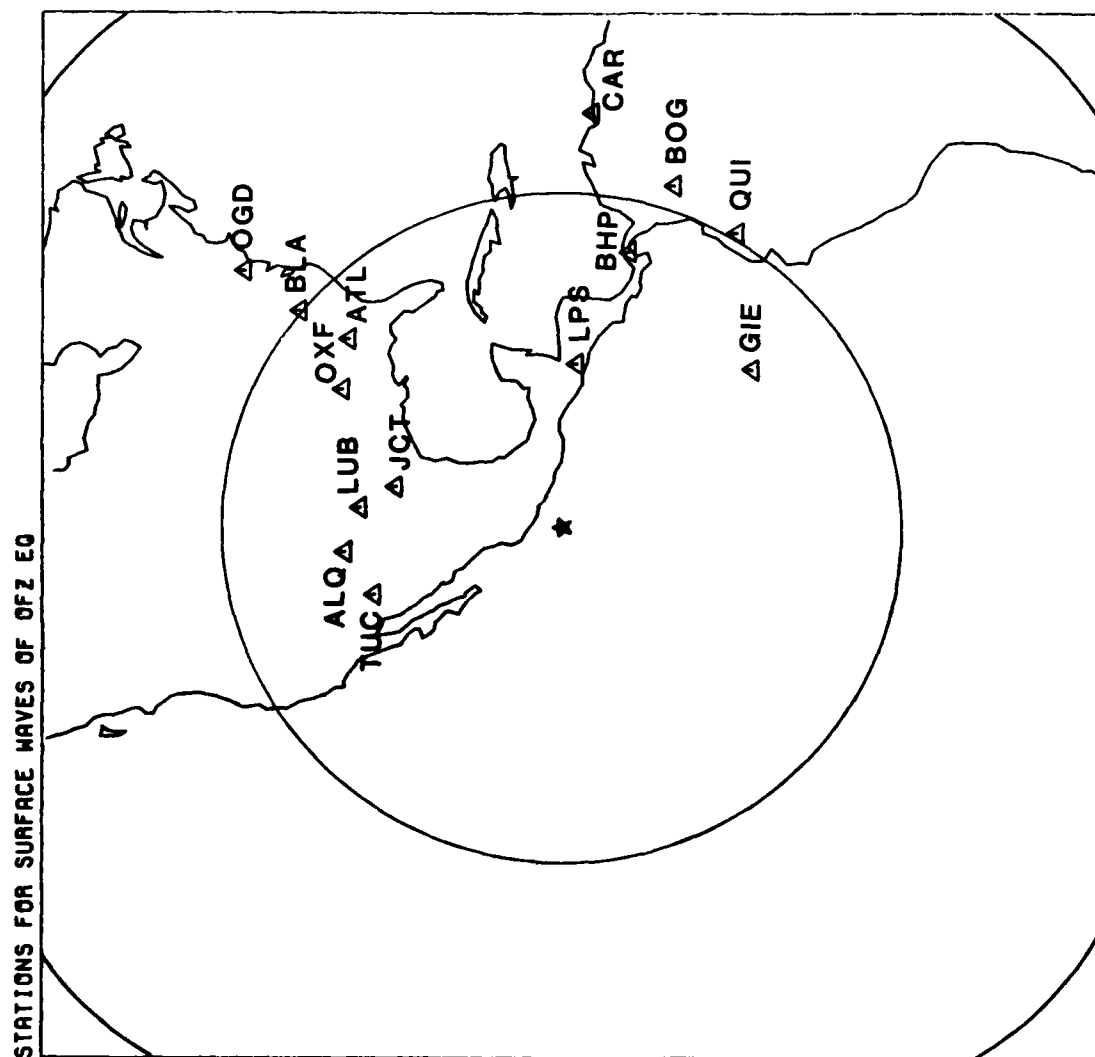 STATIONS FOR SURFACE WAVES OF OFZ EQ
OGD
BLA
ATL
OXF
LUB
JCT
ALQ
TUC
CAR
BOG
QUI
BHP
LPS
GIE